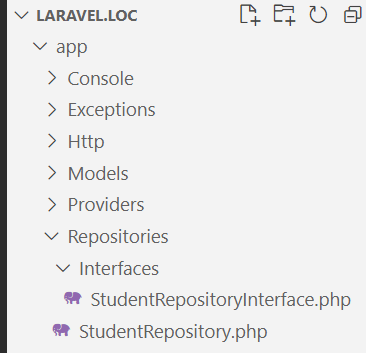 LARAVEL.LOC
app
Console
Exceptions
Http
Models
Providers
Repositories
Interfaces
StudentRepositoryInterface.php
StudentRepository.php